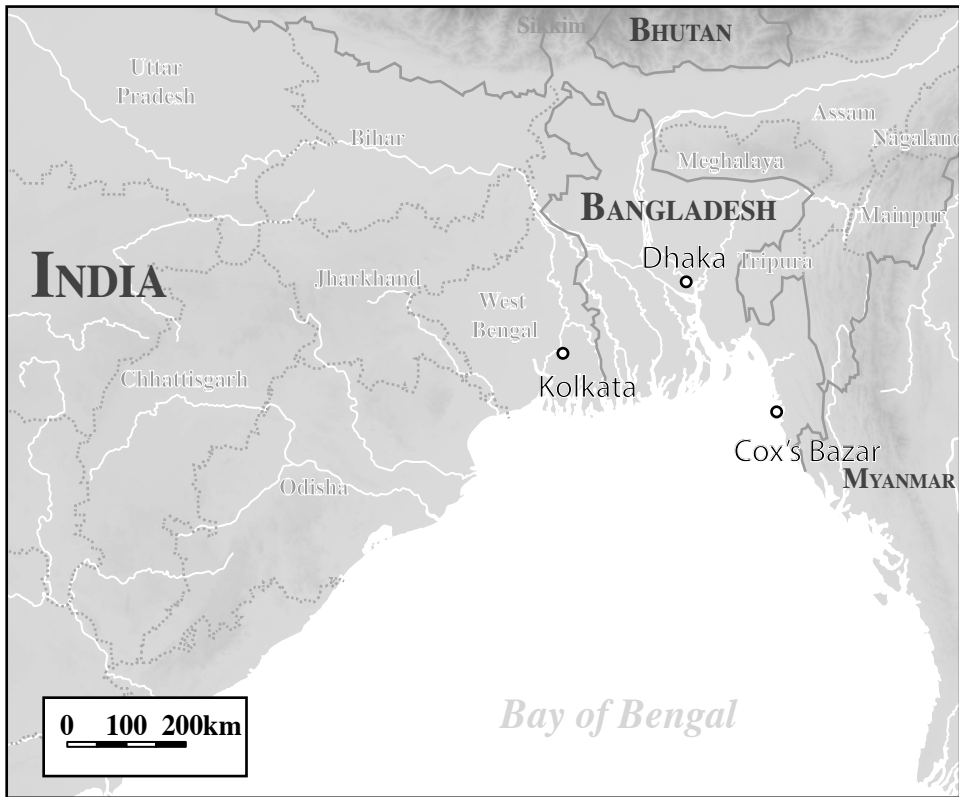 Sikkim
BHUTAN
Uttar
Pradesh
Assam
Bihar
Nagaland
Meghalaya
BANGLADESH
Mainpur
Dhaka
Tripura
INDIA
Jharkhand
West
Bengal
Chhattisgarh
Kolkata
Cox's Bazar
MYANMAR
Odisha
Bay of Bengal
0 100 200km